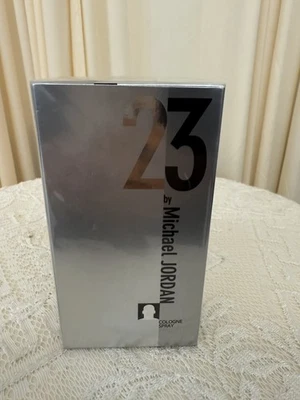 23
by Michael JORDAN
COLOGNE
SPRAY